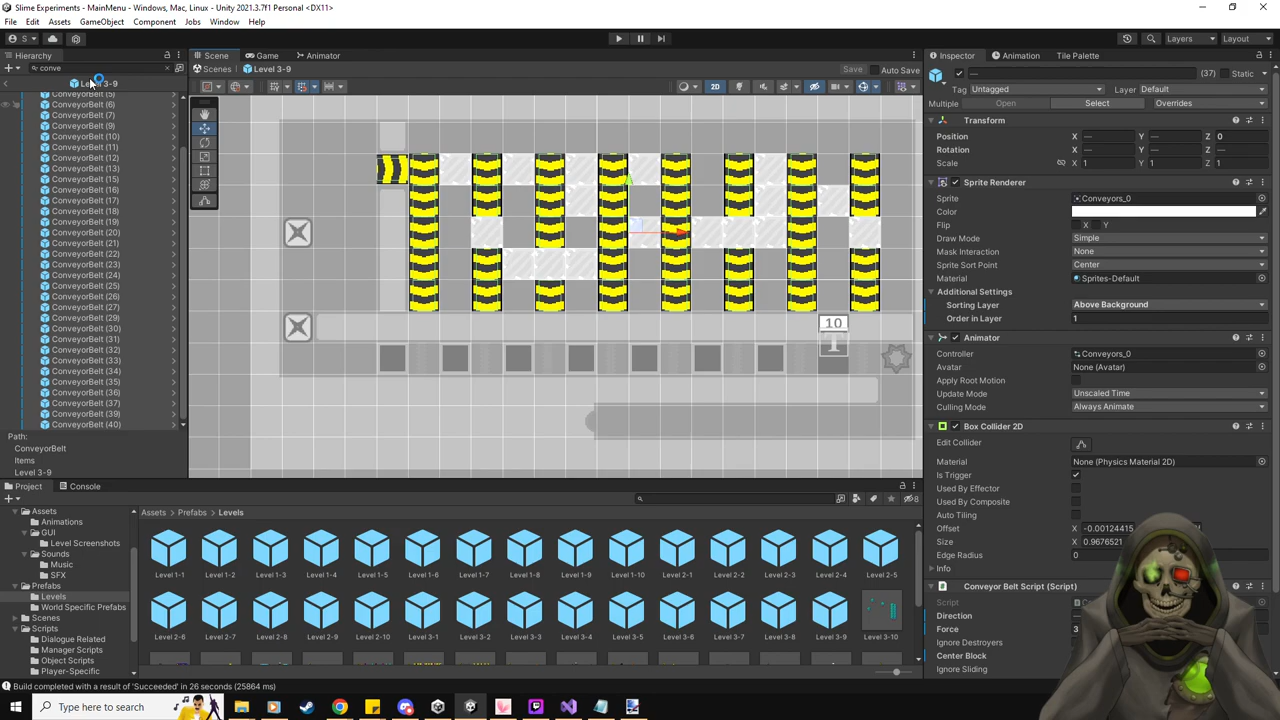 Slime Experiments - MainMenu - Windows, Mac, Linux - Unity 2021.3.7f1 Personal <DX11>
File Edit Assets GameObject Component Jobs Window Help
S
Layers Layout
Hierarchy
conve
Level 3-9
ConveyorBelt (5)
ConveyorBelt (6)
ConveyorBelt (7)
ConveyorBelt (9)
ConveyorBelt (10)
ConveyorBelt (11)
ConveyorBelt (12)
ConveyorBelt (13)
ConveyorBelt (15)
ConveyorBelt (16)
ConveyorBelt (17)
ConveyorBelt (18)
ConveyorBelt (19)
ConveyorBelt (20)
ConveyorBelt (21)
ConveyorBelt (22)
ConveyorBelt (23)
ConveyorBelt (24)
ConveyorBelt (25)
ConveyorBelt (26)
ConveyorBelt (27)
ConveyorBelt (29)
ConveyorBelt (30)
ConveyorBelt (31)
ConveyorBelt (32)
ConveyorBelt (33)
ConveyorBelt (34)
ConveyorBelt (35)
ConveyorBelt (36)
ConveyorBelt (37)
ConveyorBelt (39)
ConveyorBelt (40)
Path:
ConveyorBelt
Items
Level 3-9
Scene Game Animator
Scenes Level 3-9 Save Auto Save
2D
10
Inspector Animation Tile Palette
— (37) Static
Tag Untagged Layer Default
Multiple Open Select Overrides
Transform
Position X — Y — Z 0
Rotation X — Y — Z —
Scale X 1 Y 1 Z 1
Sprite Renderer
Sprite Conveyors_0
Color
Flip X Y
Draw Mode Simple
Mask Interaction None
Sprite Sort Point Center
Material Sprites-Default
Additional Settings
Sorting Layer Above Background
Order in Layer 1
Animator
Controller Conveyors_0
Avatar None (Avatar)
Apply Root Motion
Update Mode Unscaled Time
Culling Mode Always Animate
Box Collider 2D
Edit Collider
Material None (Physics Material 2D)
Is Trigger
Used By Effector
Used By Composite
Auto Tiling
Offset X -0.00124415
Size X 0.9676521
Edge Radius 0
Info
Conveyor Belt Script (Script)
Script
Direction
Force 3
Ignore Destroyers
Center Block
Ignore Sliding
Project Console
8
Assets
Animations
GUI
Level Screenshots
Sounds
Music
SFX
Prefabs
Levels
World Specific Prefabs
Scenes
Scripts
Dialogue Related
Manager Scripts
Object Scripts
Player-Specific
Assets > Prefabs > Levels
Level 1-1 Level 1-2 Level 1-3 Level 1-4 Level 1-5 Level 1-6 Level 1-7 Level 1-8 Level 1-9 Level 2-1 Level 2-2 Level 2-3 Level 2-4 Level 2-5
Level 2-6 Level 2-7 Level 2-8 Level 2-9 Level 2-10 Level 3-1 Level 3-2 Level 3-3 Level 3-4 Level 3-5 Level 3-6 Level 3-7 Level 3-8 Level 3-9 Level 3-10
Build completed with a result of 'Succeeded' in 26 seconds (25864 ms)
Type here to search